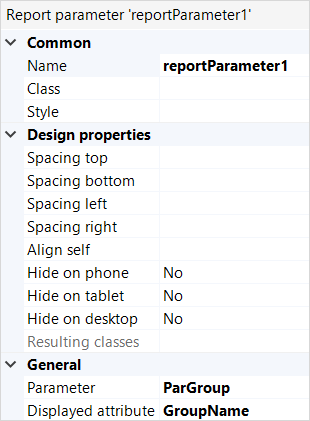 Report parameter 'reportParameter1'
Common
Name reportParameter1
Class
Style
Design properties
Spacing top
Spacing bottom
Spacing left
Spacing right
Align self
Hide on phone No
Hide on tablet No
Hide on desktop No
Resulting classes
General
Parameter ParGroup
Displayed attribute GroupName